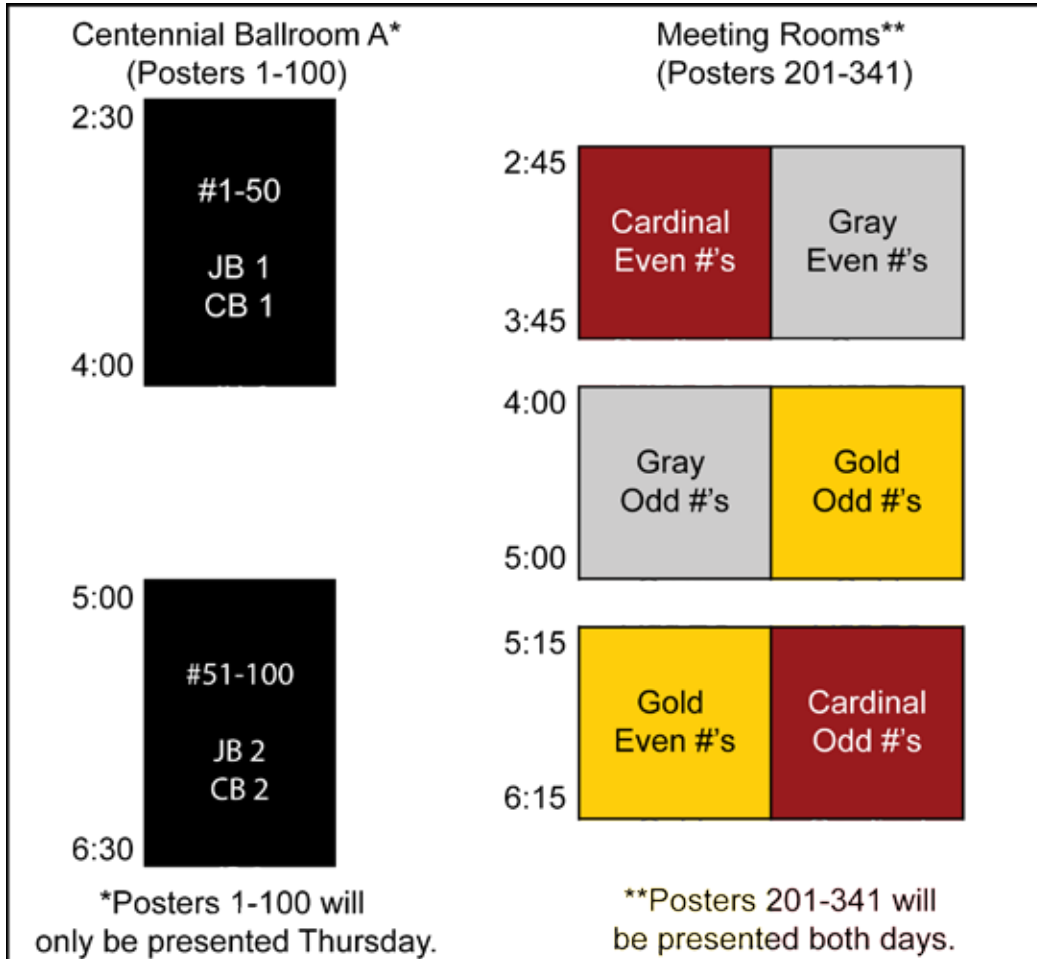 Centennial Ballroom A*
(Posters 1-100)
2:30
#1-50
JB 1
CB 1
4:00
5:00
#51-100
JB 2
CB 2
6:30
*Posters 1-100 will
only be presented Thursday.
Meeting Rooms**
(Posters 201-341)
2:45
Cardinal
Even #'s
Gray
Even #'s
3:45
4:00
Gray
Odd #'s
Gold
Odd #'s
5:00
5:15
Gold
Even #'s
Cardinal
Odd #'s
6:15
**Posters 201-341 will
be presented both days.